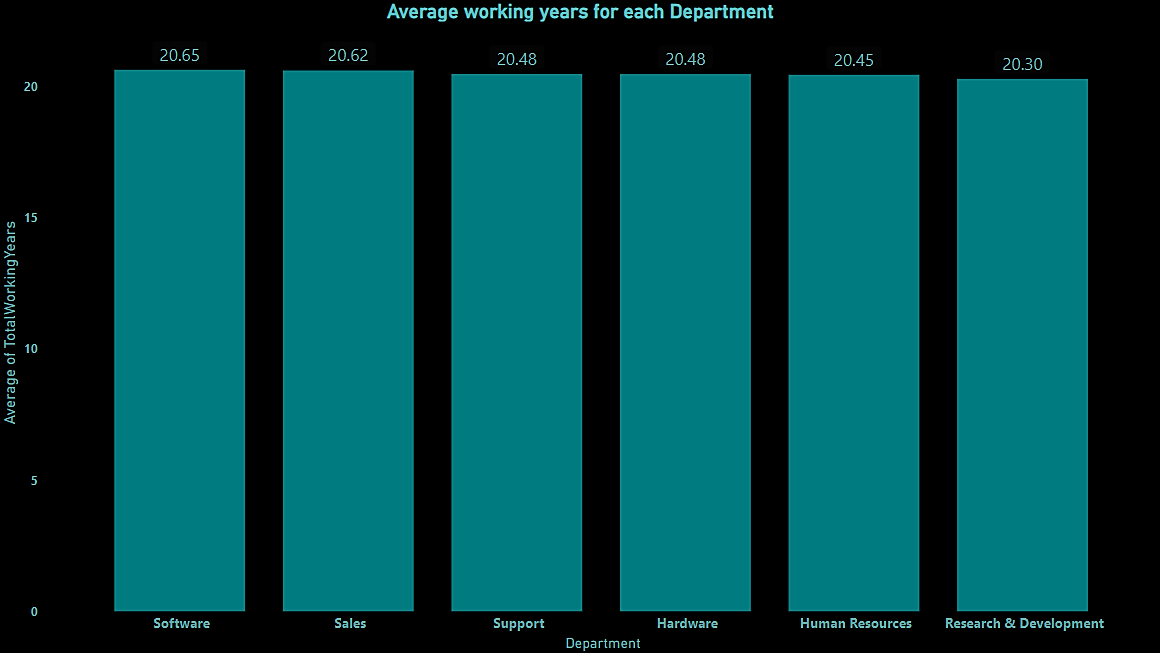 Average working years for each Department
20.65
20.62
20.48
20.48
20.45
20.30
20
15
10
5
0
Average of TotalWorkingYears
Software
Sales
Support
Hardware
Human Resources
Research & Development
Department